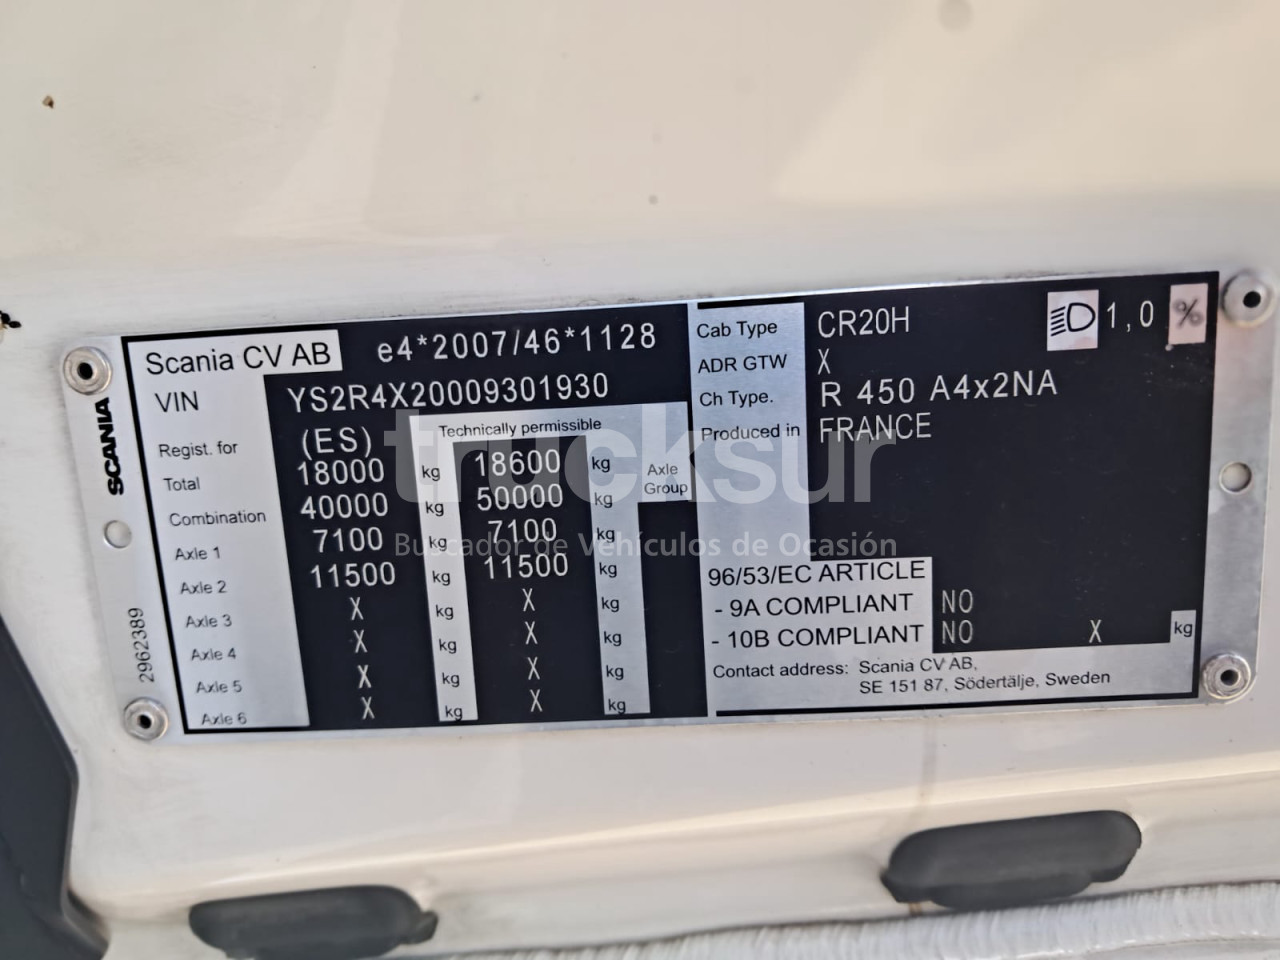 Scania CV AB e4*2007/46*1128
VIN YS2R4X20009301930
Regist. for (ES) Technically permissible
Total 18000 kg 18600 kg Axle Group
Combination 40000 kg 50000 kg
Axle 1 7100 kg 7100 kg
Axle 2 11500 kg 11500 kg
Axle 3 X kg X kg
Axle 4 X kg X kg
Axle 5 X kg X kg
Axle 6 X kg X kg
SCANIA
2962389
Cab Type CR20H 1,0 %
ADR GTW X
Ch Type. R 450 A4x2NA
Produced in FRANCE
96/53/EC ARTICLE
- 9A COMPLIANT NO
- 10B COMPLIANT NO X kg
Contact address: Scania CV AB,
SE 151 87, Södertälje, Sweden
trucksur
Buscador de Vehículos de Ocasión